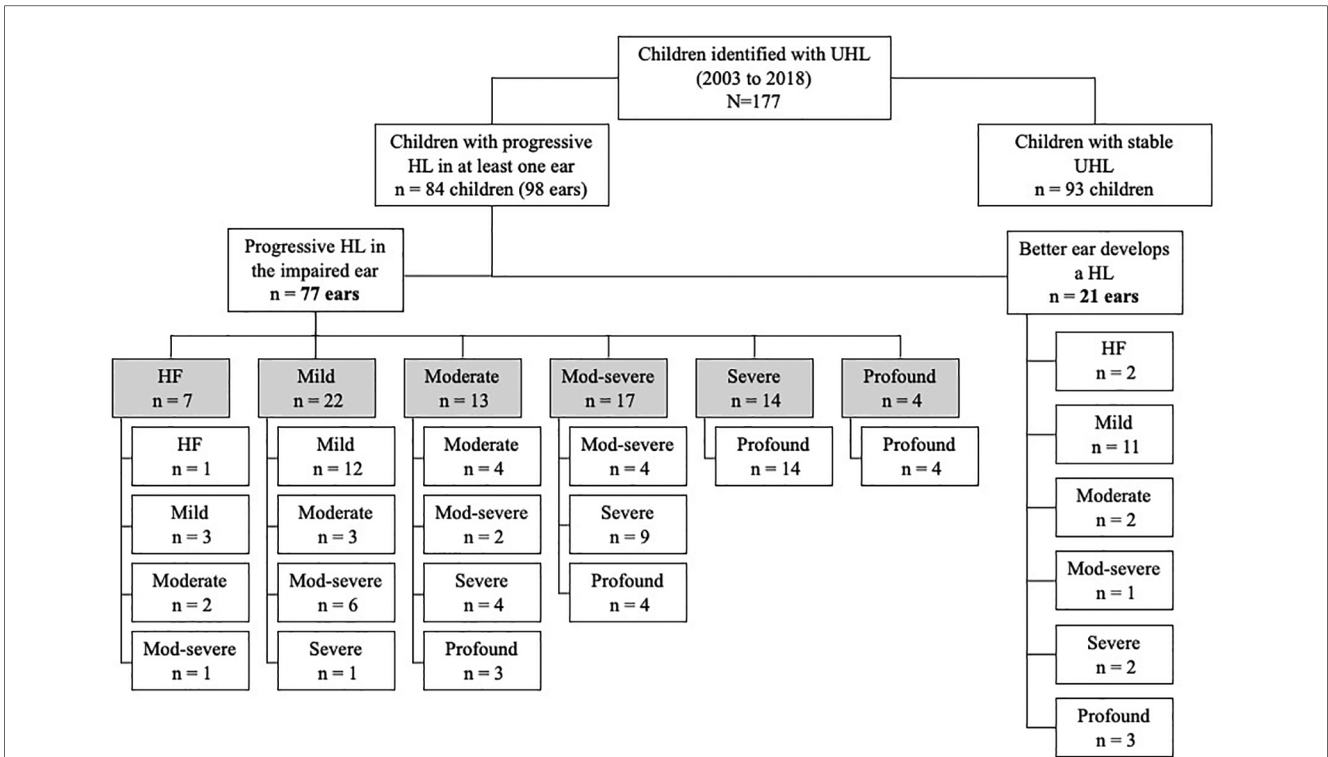 Children identified with UHL
(2003 to 2018)
N=177
Children with progressive
HL in at least one ear
n = 84 children (98 ears)
Children with stable
UHL
n = 93 children
Progressive HL in
the impaired ear
n = 77 ears
Better ear develops
a HL
n = 21 ears
HF
n = 7
HF
n = 1
Mild
n = 3
Moderate
n = 2
Mod-severe
n = 1
Mild
n = 22
Mild
n = 12
Moderate
n = 3
Mod-severe
n = 6
Severe
n = 1
Moderate
n = 13
Moderate
n = 4
Mod-severe
n = 2
Severe
n = 4
Profound
n = 3
Mod-severe
n = 17
Mod-severe
n = 4
Severe
n = 9
Profound
n = 4
Severe
n = 14
Profound
n = 14
Profound
n = 4
Profound
n = 4
HF
n = 2
Mild
n = 11
Moderate
n = 2
Mod-severe
n = 1
Severe
n = 2
Profound
n = 3